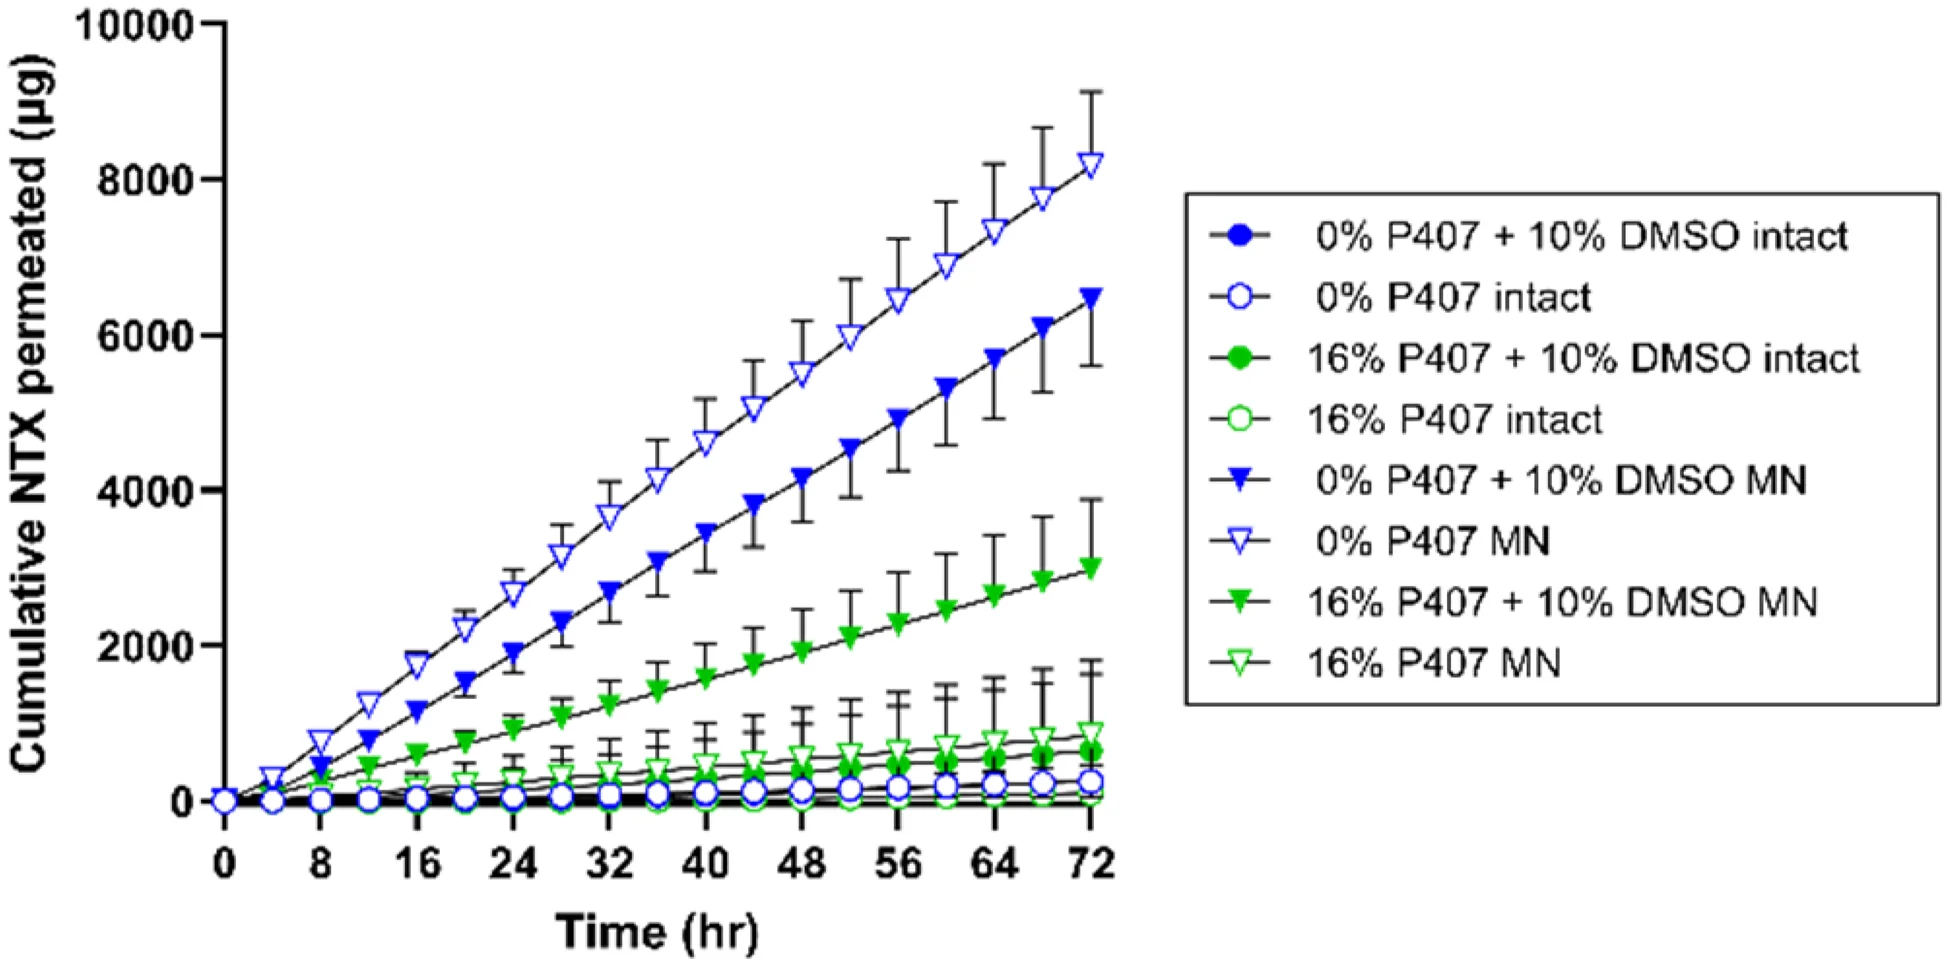 Cumulative NTX permeated (µg)
10000
8000
6000
4000
2000
0
0 8 16 24 32 40 48 56 64 72
Time (hr)
0% P407 + 10% DMSO intact
0% P407 intact
16% P407 + 10% DMSO intact
16% P407 intact
0% P407 + 10% DMSO MN
0% P407 MN
16% P407 + 10% DMSO MN
16% P407 MN